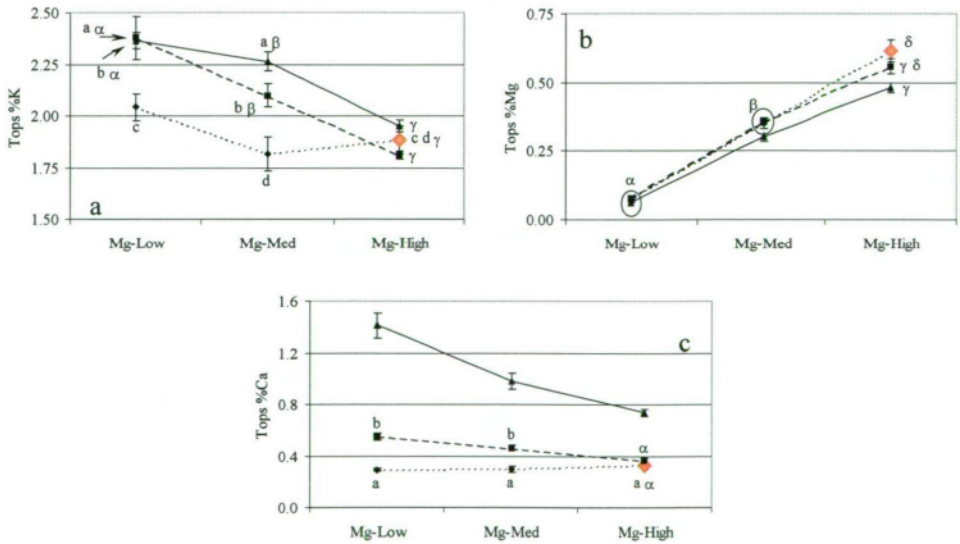 2.50
2.25
2.00
1.75
1.50
Tops %K
a α
b α
c
a β
b β
d
γ
c d γ
γ
a
Mg-Low
Mg-Med
Mg-High
0.75
0.50
0.25
0.00
Tops %Mg
b
α
β
δ
γ δ
γ
Mg-Low
Mg-Med
Mg-High
1.6
1.2
0.8
0.4
0.0
Tops %Ca
c
b
b
α
a
a
a α
Mg-Low
Mg-Med
Mg-High